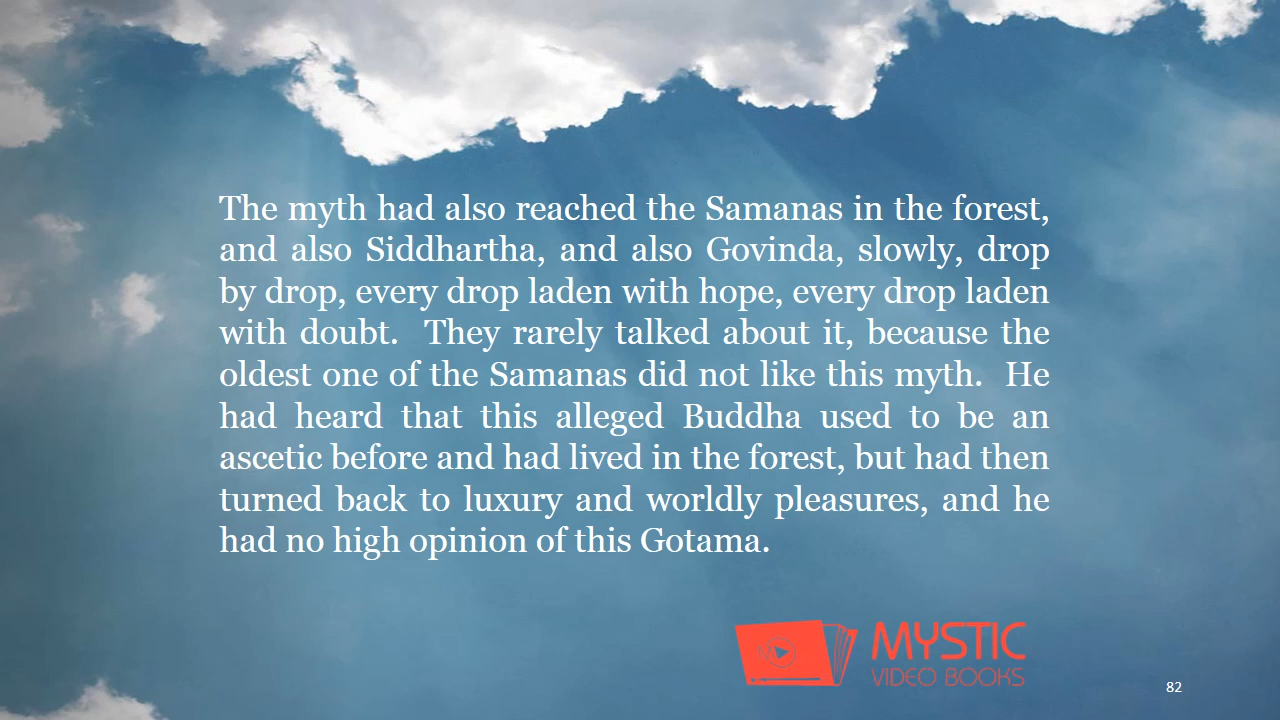 The myth had also reached the Samanas in the forest,
and also Siddhartha, and also Govinda, slowly, drop
by drop, every drop laden with hope, every drop laden
with doubt.  They rarely talked about it, because the
oldest one of the Samanas did not like this myth.  He
had heard that this alleged Buddha used to be an
ascetic before and had lived in the forest, but had then
turned back to luxury and worldly pleasures, and he
had no high opinion of this Gotama.
MYSTIC
VIDEO BOOKS
82